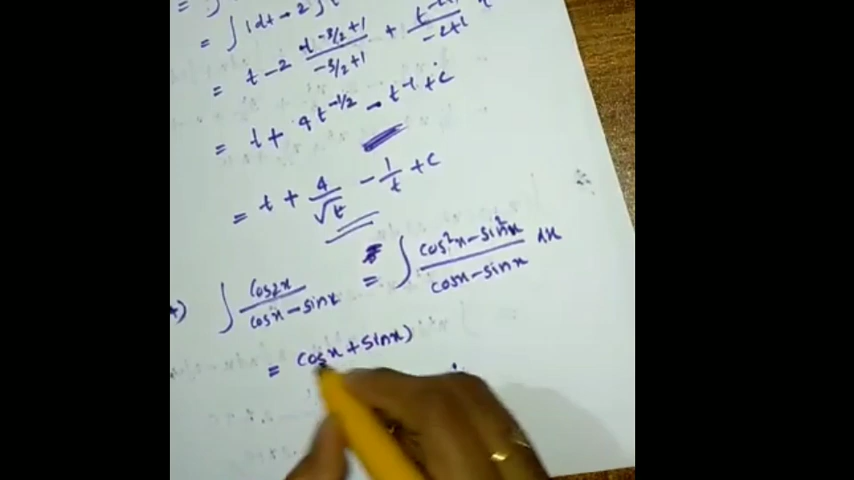 = ∫ 1dt - 2 ∫
= t - 2 t^-3/2+1 / -3/2+1 + t^-2+1 / -2+1
= t + 4t^-1/2 - t^-1 + c
= t + 4/√t - 1/t + c
∫ cos2x / cosx - sinx = ∫ cos²x - sin²x / cosx - sinx dx
= cosx + sinx)